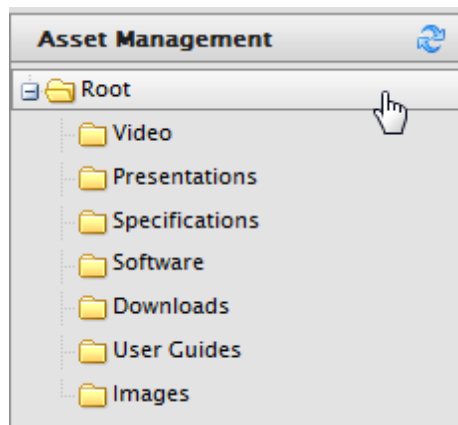 Asset Management
Root
Video
Presentations
Specifications
Software
Downloads
User Guides
Images